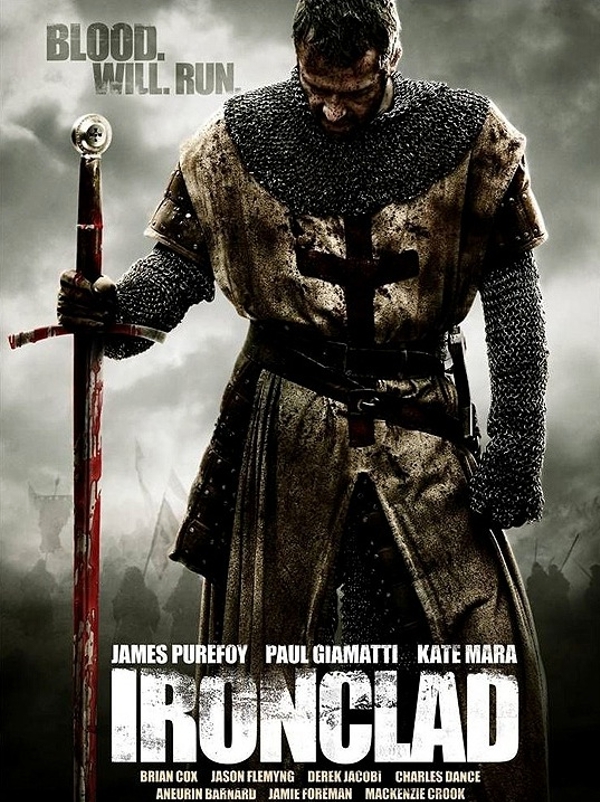 BLOOD.
WILL. RUN.
JAMES PUREFOY PAUL GIAMATTI KATE MARA
IRONCLAD
BRIAN COX JASON FLEMYNG DEREK JACOBI CHARLES DANCE
ANEURIN BARNARD JAMIE FOREMAN MACKENZIE CROOK